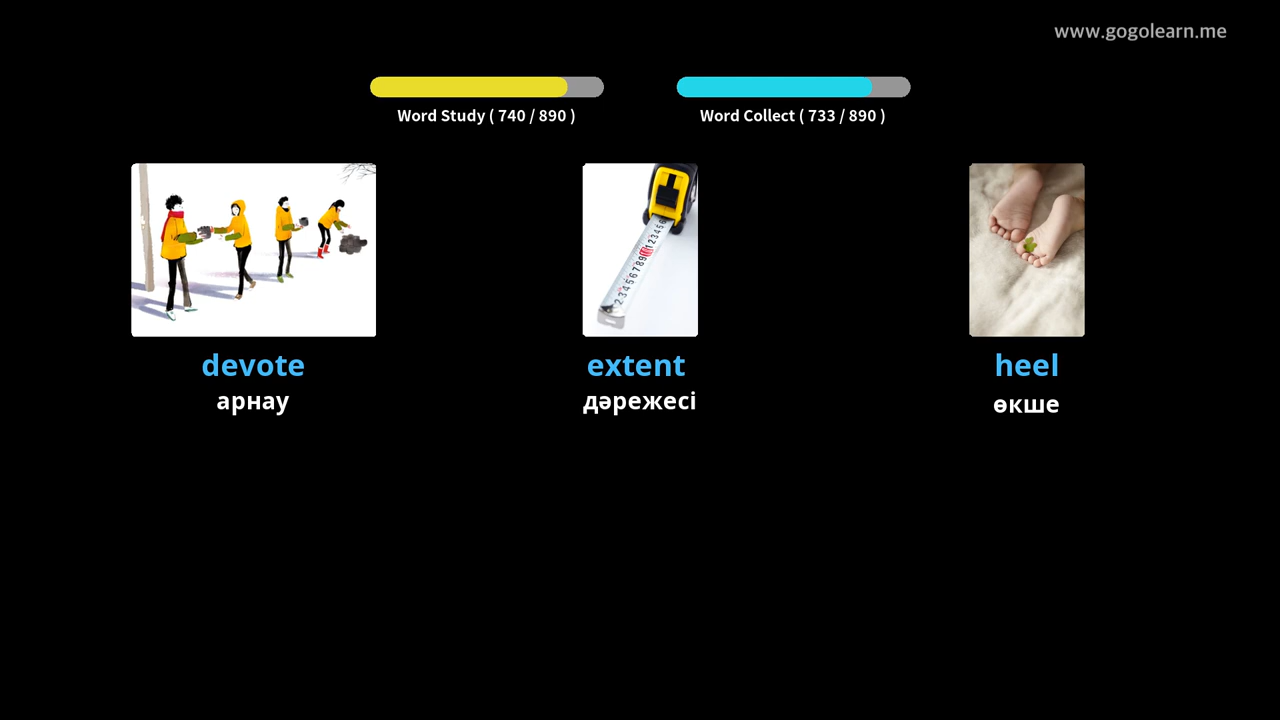 www.gogolearn.me
Word Study ( 740 / 890 )
Word Collect ( 733 / 890 )
devote
арнау
extent
дәрежесі
heel
өкше